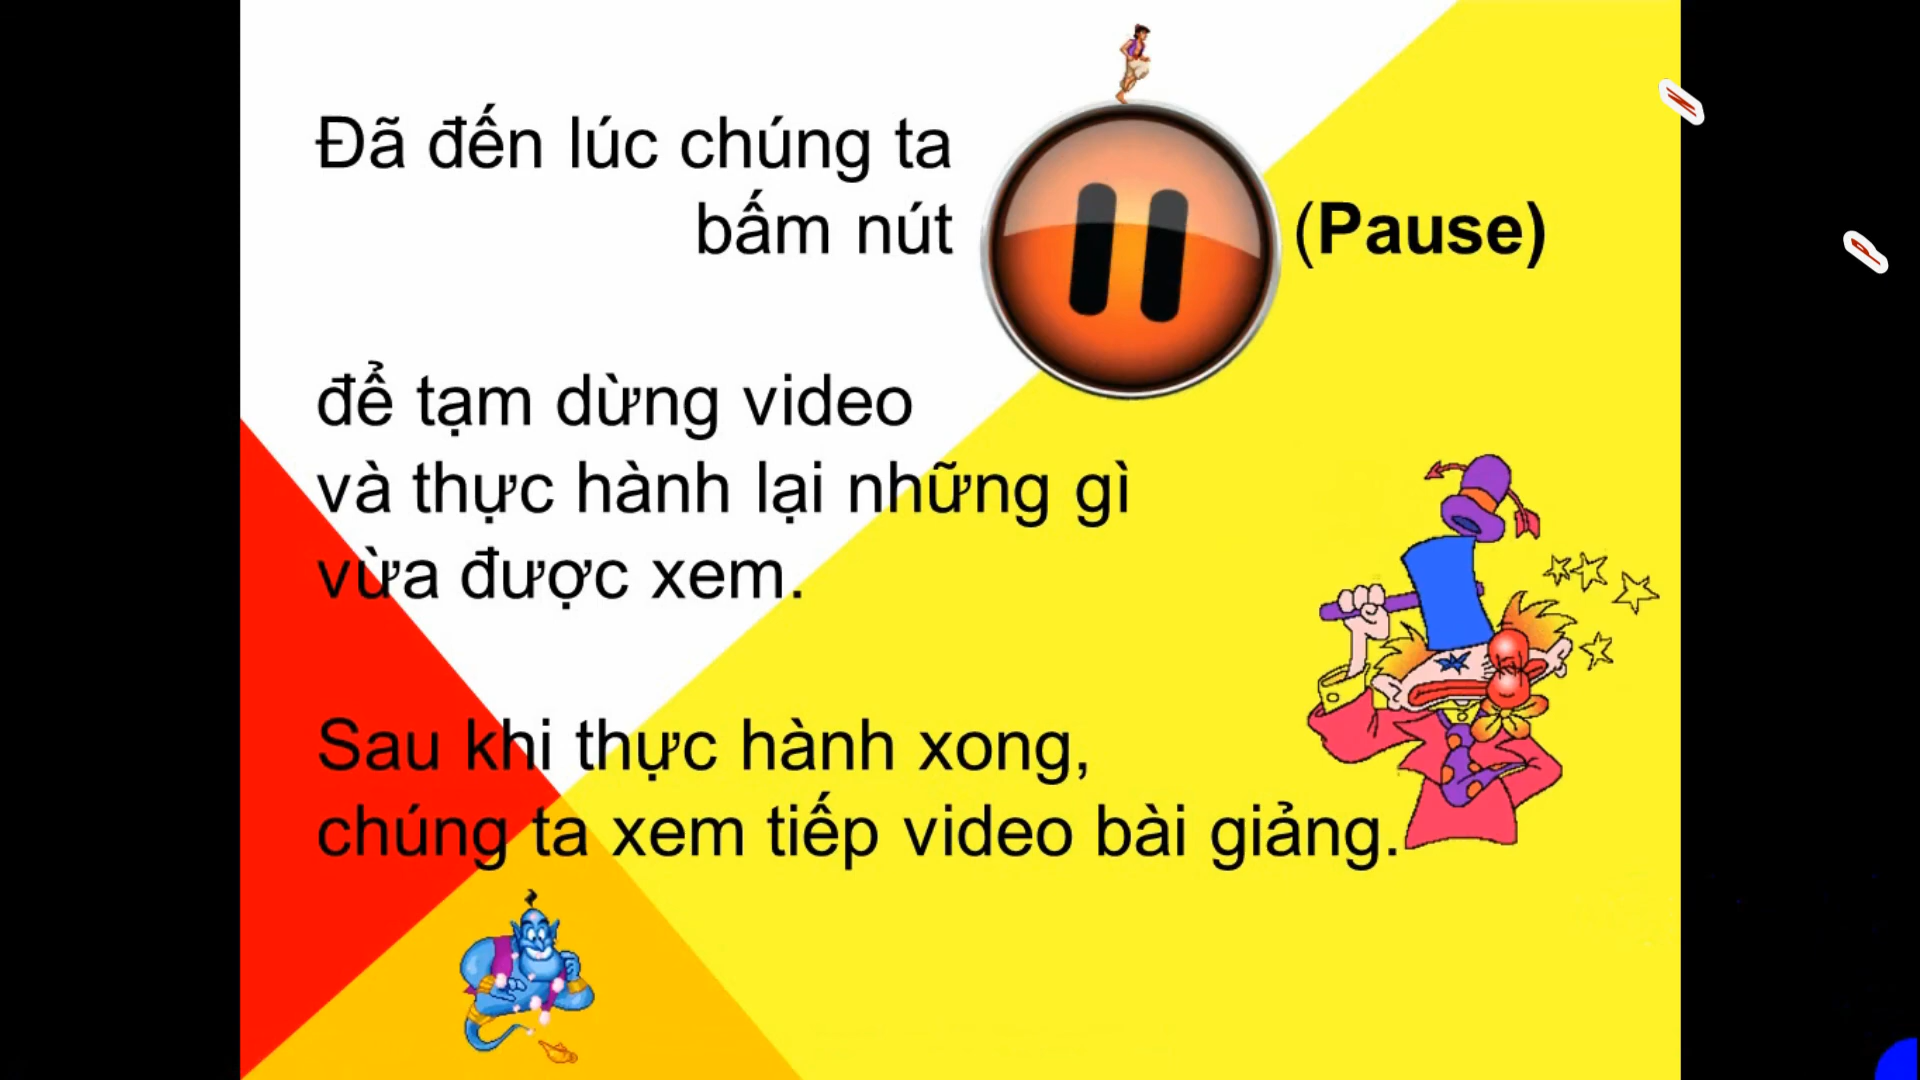 Đã đến lúc chúng ta
bấm nút (Pause)
để tạm dừng video
và thực hành lại những gì
vừa được xem.
Sau khi thực hành xong,
chúng ta xem tiếp video bài giảng.